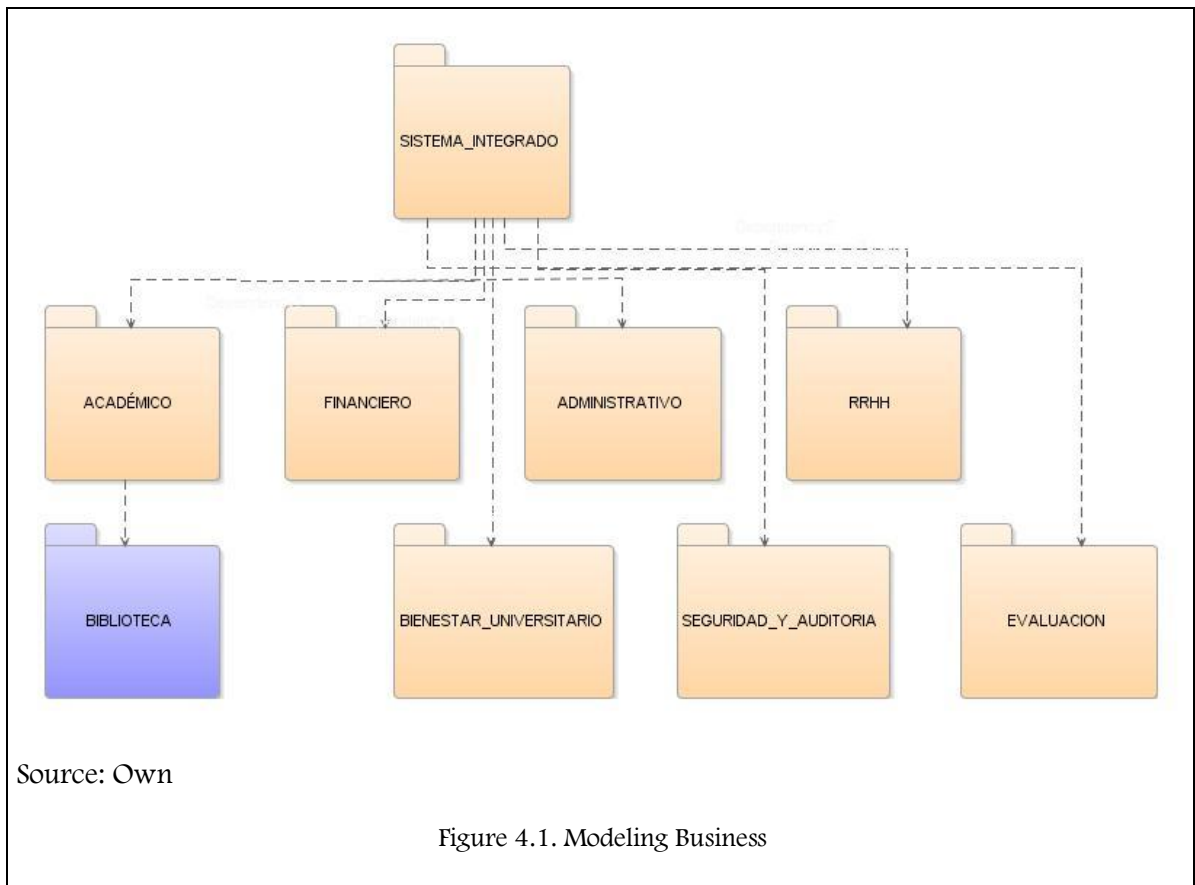 SISTEMA_INTEGRADO
ACADÉMICO
FINANCIERO
ADMINISTRATIVO
RRHH
BIBLIOTECA
BIENESTAR_UNIVERSITARIO
SEGURIDAD_Y_AUDITORIA
EVALUACION
Source: Own
Figure 4.1. Modeling Business